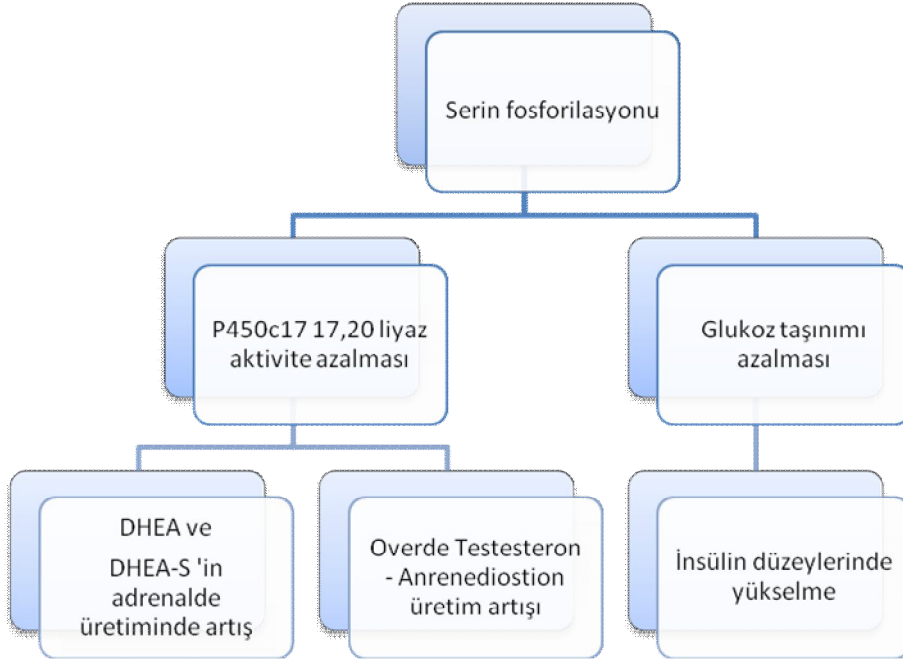 Serin fosforilasyonu
P450c17 17,20 liyaz
aktivite azalması
Glukoz taşınımı
azalması
DHEA ve
DHEA-S 'in
adrenalde
üretiminde artış
Overde Testesteron
- Anrenediostion
üretim artışı
İnsülin düzeylerinde
yükselme